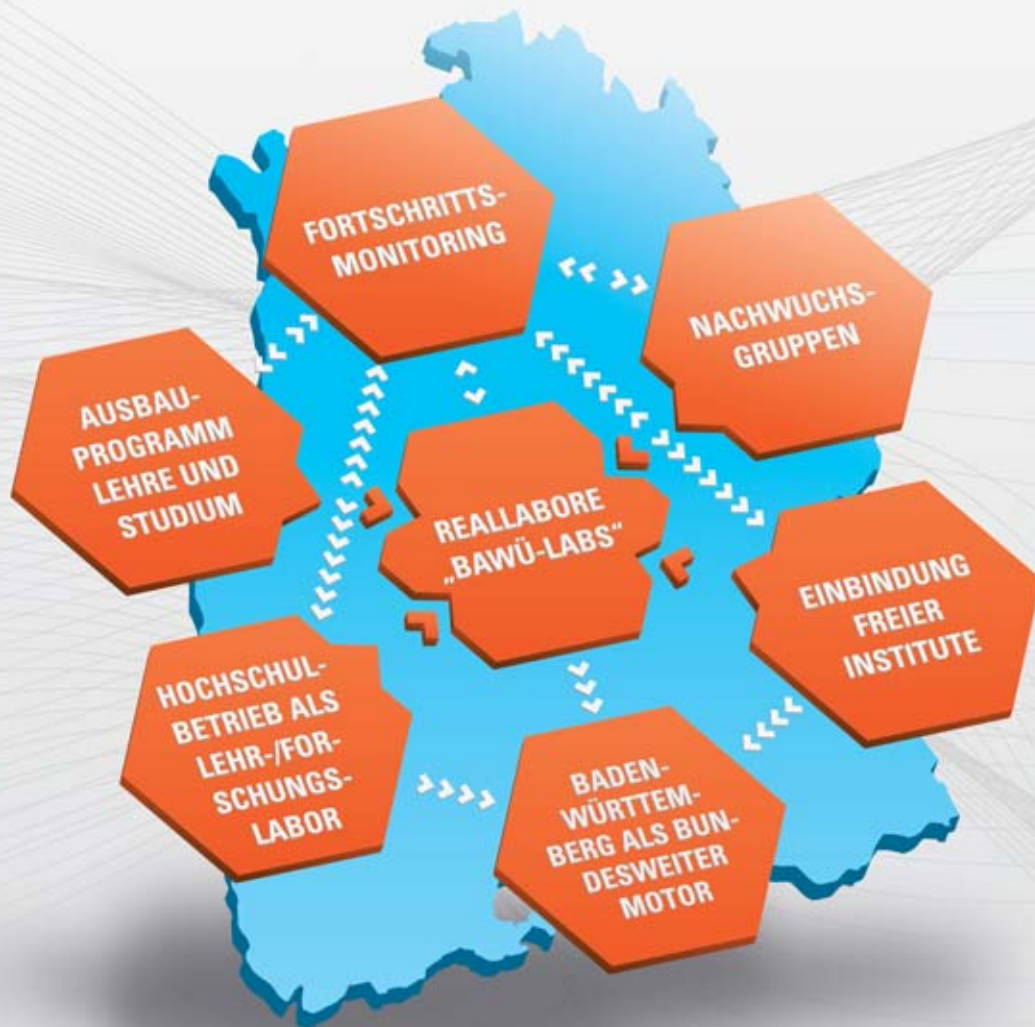 FORTSCHRITTS-
MONITORING
NACHWUCHS-
GRUPPEN
AUSBAU-
PROGRAMM
LEHRE UND
STUDIUM
REALLABORE
„BAWÜ-LABS“
EINBINDUNG
FREIER
INSTITUTE
HOCHSCHUL-
BETRIEB ALS
LEHR-/FOR-
SCHUNGS-
LABOR
BADEN-
WÜRTTEM-
BERG ALS BUN-
DESWEITER
MOTOR